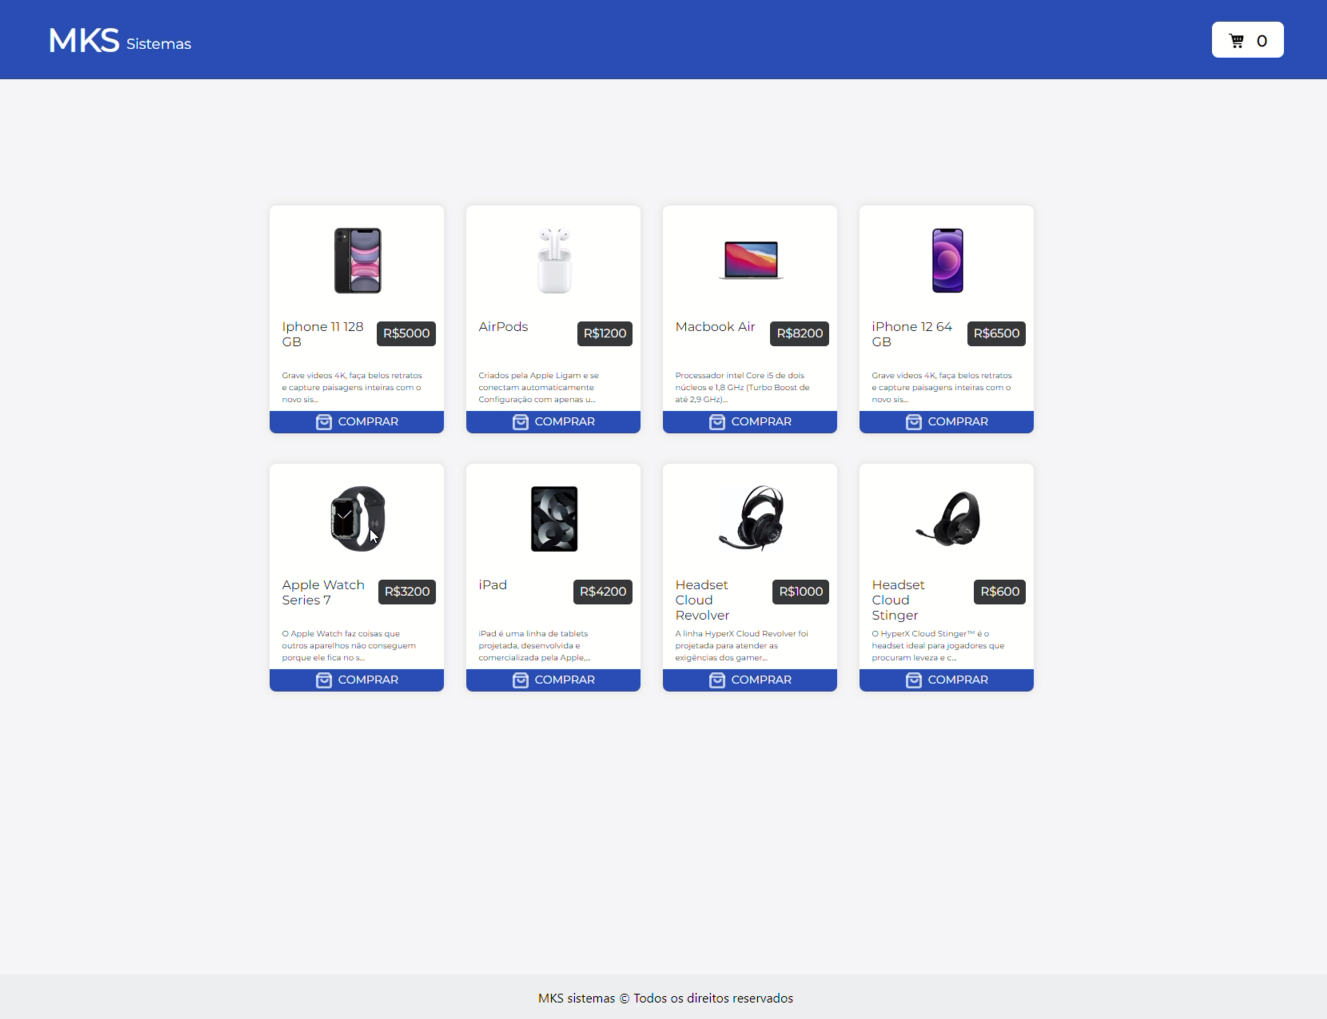 MKS Sistemas
0
Iphone 11 128
GB
R$5000
Grave vídeos 4K, faça belos retratos
e capture paisagens inteiras com o
novo sis...
COMPRAR
AirPods
R$1200
Criados pela Apple Ligam e se
conectam automaticamente
Configuração com apenas u...
COMPRAR
Macbook Air
R$8200
Processador intel Core i5 de dois
núcleos e 1,8 GHz (Turbo Boost de
até 2,9 GHz)...
COMPRAR
iPhone 12 64
GB
R$6500
Grave vídeos 4K, faça belos retratos
e capture paisagens inteiras com o
novo sis...
COMPRAR
Apple Watch
Series 7
R$3200
O Apple Watch faz coisas que
outros aparelhos não conseguem
porque ele fica no s...
COMPRAR
iPad
R$4200
iPad é uma linha de tablets
projetada, desenvolvida e
comercializada pela Apple,...
COMPRAR
Headset
Cloud
Revolver
R$1000
A linha HyperX Cloud Revolver foi
projetada para atender as
exigências dos gamer...
COMPRAR
Headset
Cloud
Stinger
R$600
O HyperX Cloud Stinger™ é o
headset ideal para jogadores que
procuram leveza e c...
COMPRAR
MKS sistemas © Todos os direitos reservados